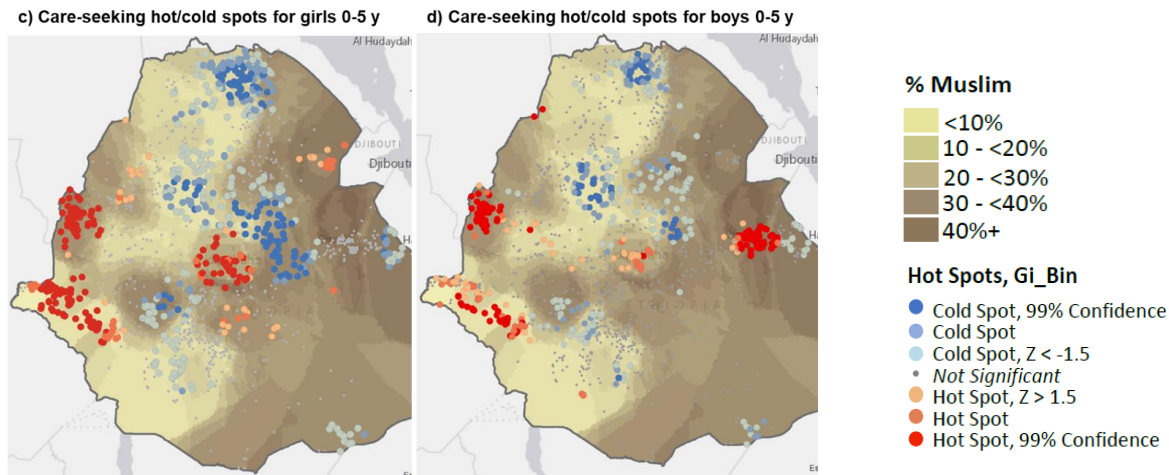 c) Care-seeking hot/cold spots for girls 0-5 y
d) Care-seeking hot/cold spots for boys 0-5 y
Al Hudaydah
DJIBOUTI
Djibouti
Al Hudaydah
DJIBOUTI
Djibouti
ETHIOPIA
% Muslim
<10%
10 - <20%
20 - <30%
30 - <40%
40%+
Hot Spots, Gi_Bin
Cold Spot, 99% Confidence
Cold Spot
Cold Spot, Z < -1.5
Not Significant
Hot Spot, Z > 1.5
Hot Spot
Hot Spot, 99% Confidence